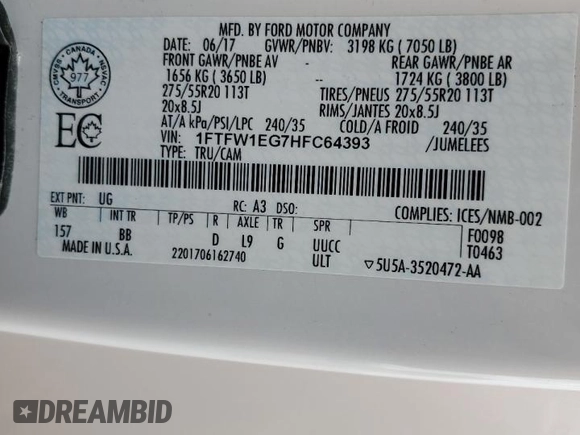 MFD. BY FORD MOTOR COMPANY
DATE: 06/17 GVWR/PNBV: 3198 KG ( 7050 LB)
FRONT GAWR/PNBE AV REAR GAWR/PNBE AR
1656 KG ( 3650 LB) -- 1724 KG ( 3800 LB)
275/55R20 113T TIRES/PNEUS 275/55R20 113T
20x8.5J RIMS/JANTES 20x8.5J
AT/A kPa/PSI/LPC 240/35 COLD/A FROID 240/35
VIN: 1FTFW1EG7HFC64393 /JUMELEES
TYPE: TRU/CAM
CMVSS · CANADA · NSVAC
977
TRANSPORT
EC
EXT PNT: UG RC: A3 DSO: COMPLIES: ICES/NMB-002
WB INT TR TP/PS R AXLE TR SPR F0098
157 BB D L9 G UUCC T0463
MADE IN U.S.A. 2201706162740 ULT ▽5U5A-3520472-AA
DREAMBID